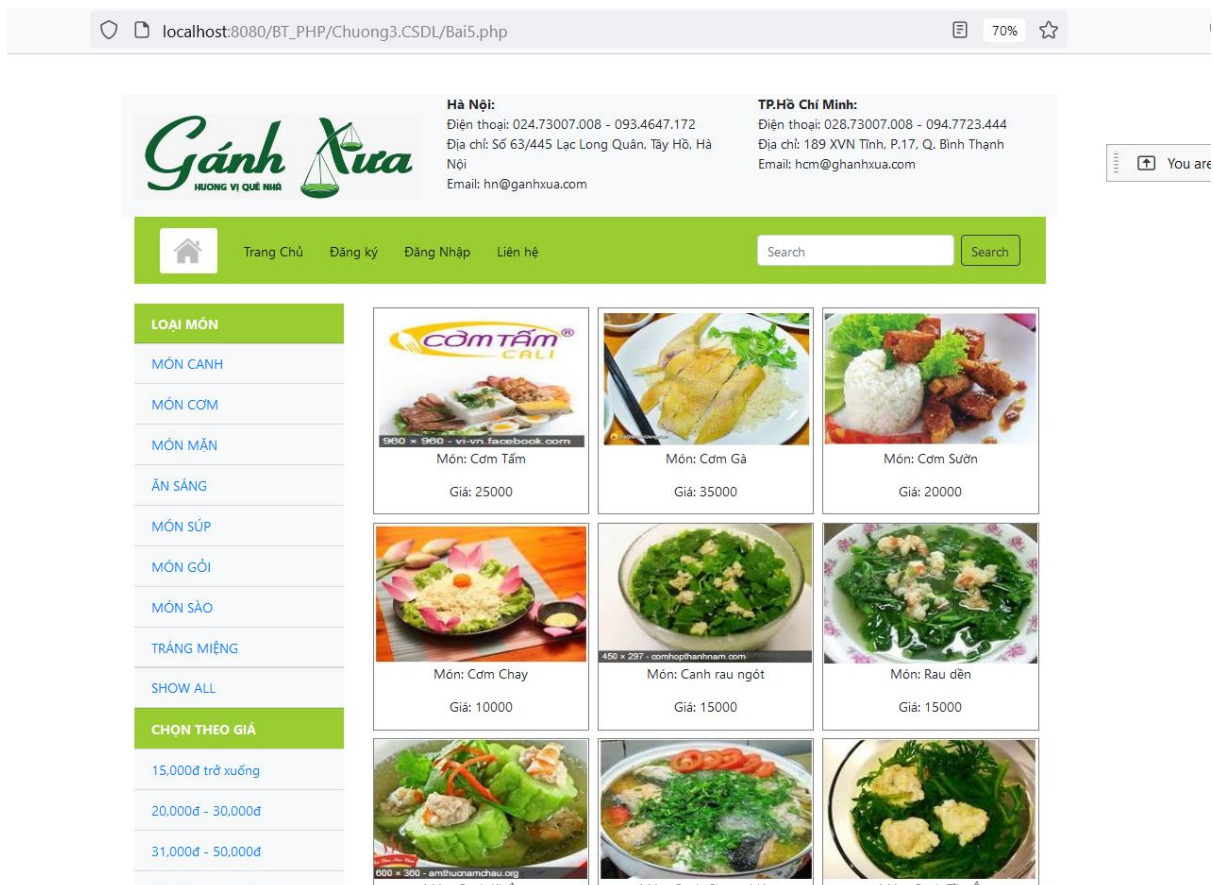 localhost:8080/BT_PHP/Chuong3.CSDL/Bai5.php
70%
Gánh Xưa
HUONG VỊ QUÊ NHÀ
Hà Nội:
Điện thoại: 024.73007.008 - 093.4647.172
Địa chỉ: Số 63/445 Lạc Long Quân, Tây Hồ, Hà
Nội
Email: hn@ganhxua.com
TP.Hồ Chí Minh:
Điện thoại: 028.73007.008 - 094.7723.444
Địa chỉ: 189 XVN Tĩnh, P.17, Q. Bình Thạnh
Email: hcm@ghanhxua.com
You are
Trang Chủ
Đăng ký
Đăng Nhập
Liên hệ
Search
Search
LOẠI MÓN
MÓN CANH
MÓN CƠM
MÓN MẶN
ĂN SÁNG
MÓN SÚP
MÓN GỎI
MÓN SÀO
TRÁNG MIỆNG
SHOW ALL
CHỌN THEO GIÁ
15,000đ trở xuống
20,000đ - 30,000đ
31,000đ - 50,000đ
CƠM TẤM®
CALI
960 × 960 - vi-vn.facebook.com
Món: Cơm Tấm
Giá: 25000
Món: Cơm Gà
Giá: 35000
Món: Cơm Sườn
Giá: 20000
Món: Cơm Chay
Giá: 10000
450 × 297 - comhopthanhnam.com
Món: Canh rau ngót
Giá: 15000
Món: Rau dền
Giá: 15000
600 × 360 - amthucnamchau.org